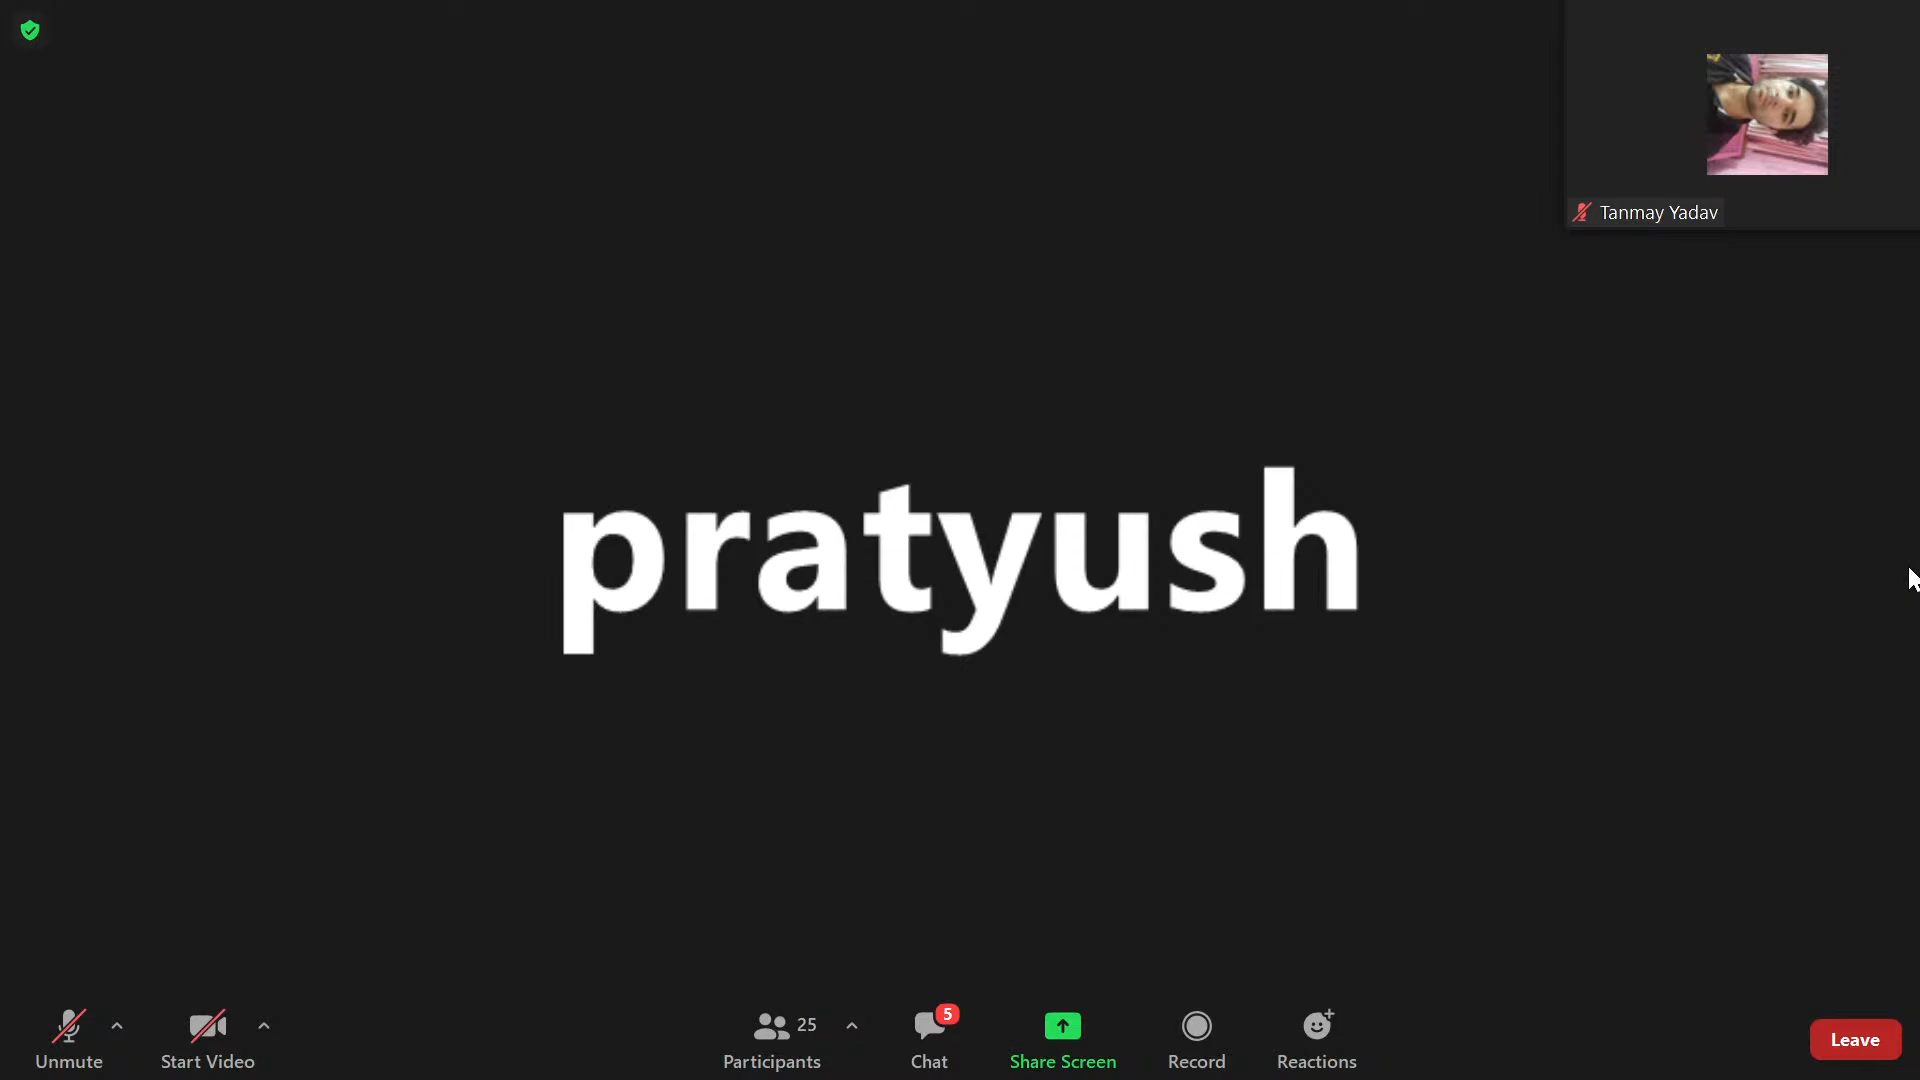 Tanmay Yadav
pratyush
25
5
Unmute
Start Video
Participants
Chat
Share Screen
Record
Reactions
Leave